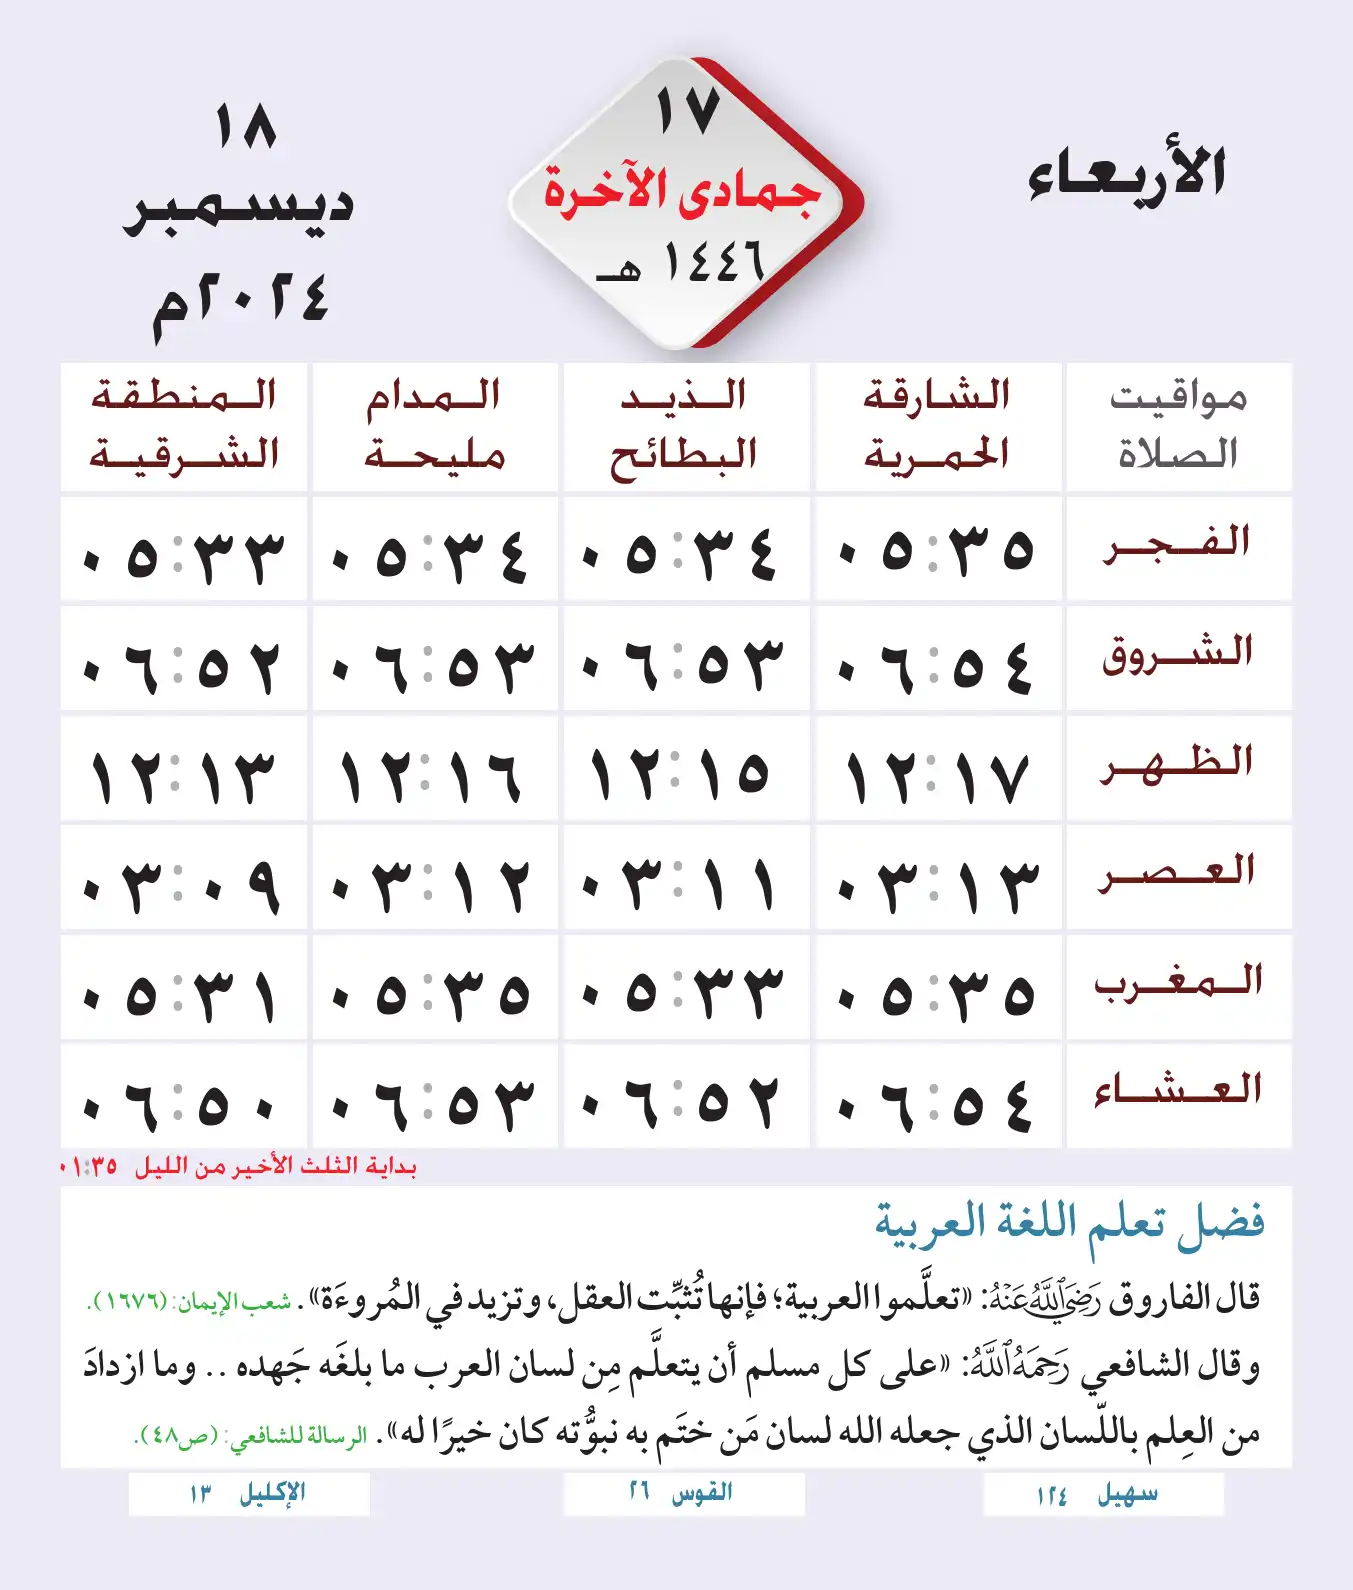 الأربعاء
١٧
جمادى الآخرة
١٤٤٦ هـ
١٨
ديسمبر
٢٠٢٤م
مواقيت الصلاة
الشارقة الحمرية
الذيد البطائح
المدام مليحة
المنطقة الشرقية
الفجر ٠٥:٣٥ ٠٥:٣٤ ٠٥:٣٤ ٠٥:٣٣
الشروق ٠٦:٥٤ ٠٦:٥٣ ٠٦:٥٣ ٠٦:٥٢
الظهر ١٢:١٧ ١٢:١٥ ١٢:١٦ ١٢:١٣
العصر ٠٣:١٣ ٠٣:١١ ٠٣:١٢ ٠٣:٠٩
المغرب ٠٥:٣٥ ٠٥:٣٣ ٠٥:٣٥ ٠٥:٣١
العشاء ٠٦:٥٤ ٠٦:٥٢ ٠٦:٥٣ ٠٦:٥٠
بداية الثلث الأخير من الليل ٠١:٣٥
فضل تعلم اللغة العربية
قال الفاروق رَضِيَ ٱللَّهُ عَنْهُ: «تعلَّموا العربية؛ فإنها تُثبِّت العقل، وتزيد في المُروءَة». شعب الإيمان: (١٦٧٦).
وقال الشافعي رَحِمَهُ ٱللَّهُ: «على كل مسلم أن يتعلَّم مِن لسان العرب ما بلغَه جَهده .. وما ازدادَ
من العِلم باللّسان الذي جعله الله لسان مَن ختَم به نبوُّته كان خيرًا له». الرسالة للشافعي: (ص٤٨).
سهيل ١٢٤
القوس ٢٦
الإكليل ١٣